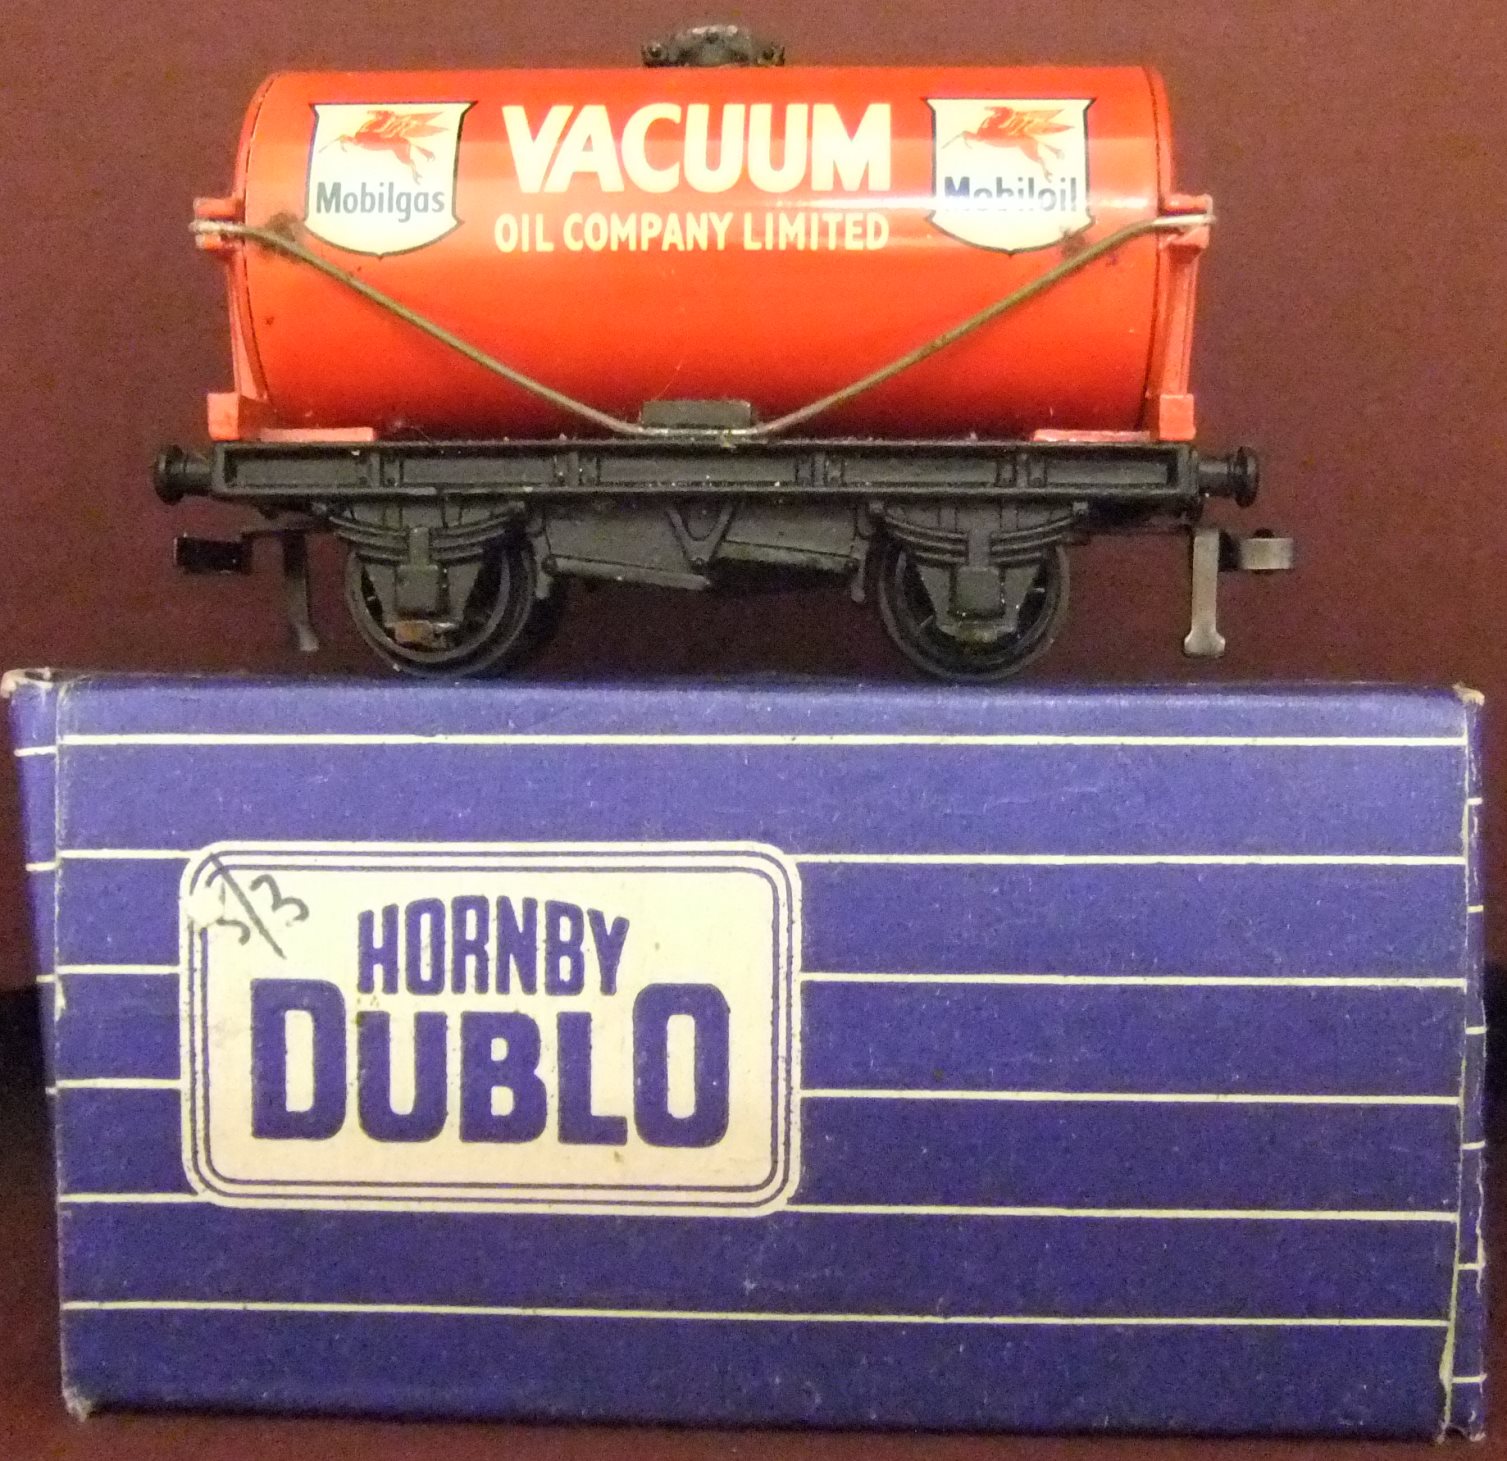 Mobilgas
VACUUM
OIL COMPANY LIMITED
Mobiloil
3/3
HORNBY
DUBLO